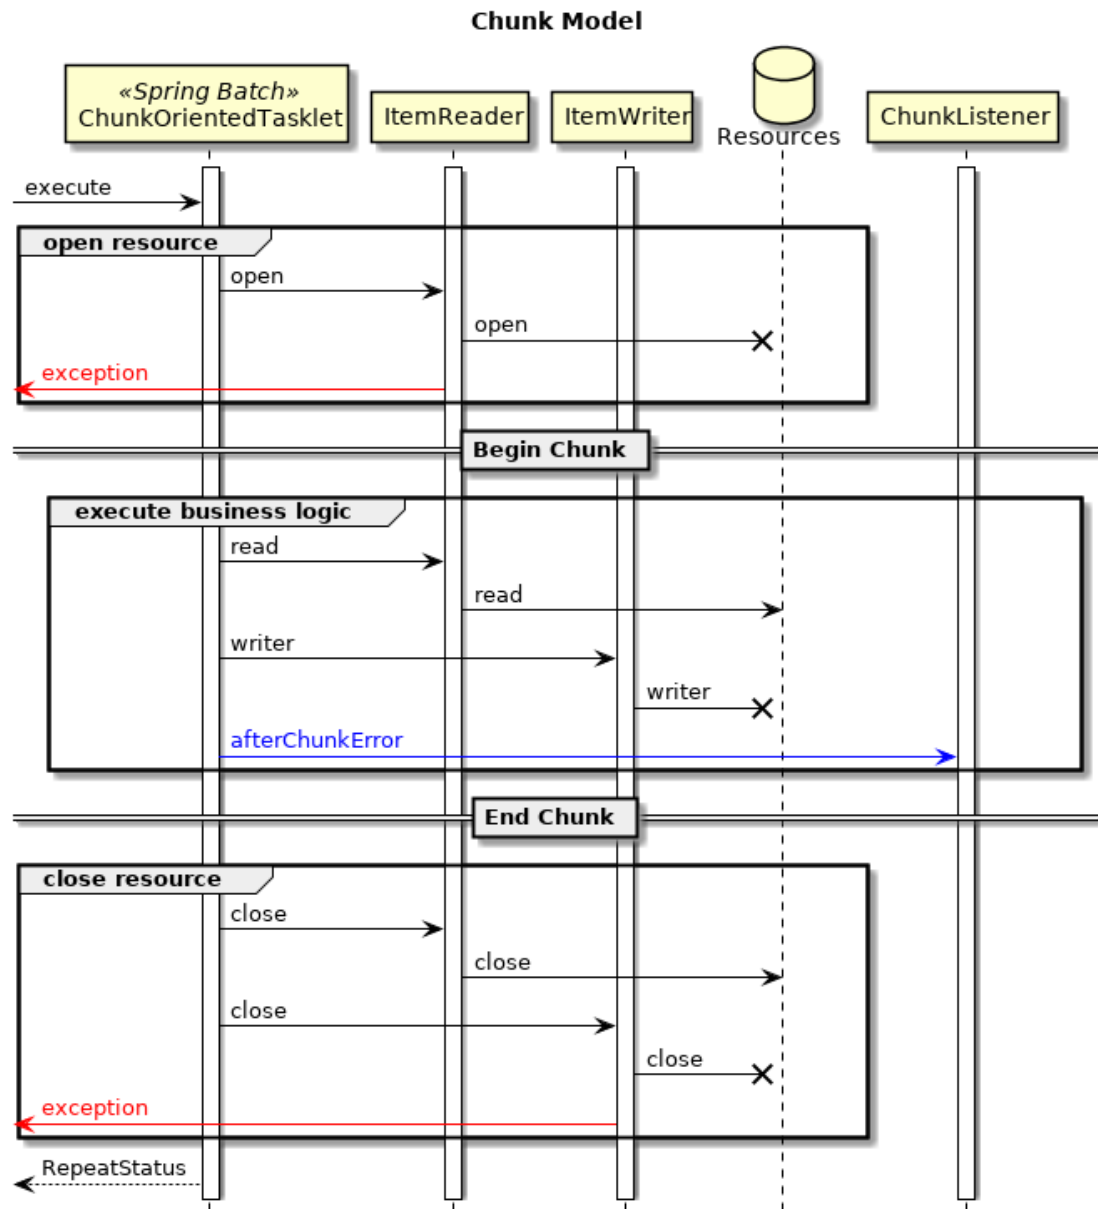 Chunk Model
«Spring Batch»
ChunkOrientedTasklet
ItemReader
ItemWriter
Resources
ChunkListener
execute
open resource
open
open
exception
Begin Chunk
execute business logic
read
read
writer
writer
afterChunkError
End Chunk
close resource
close
close
close
close
exception
RepeatStatus